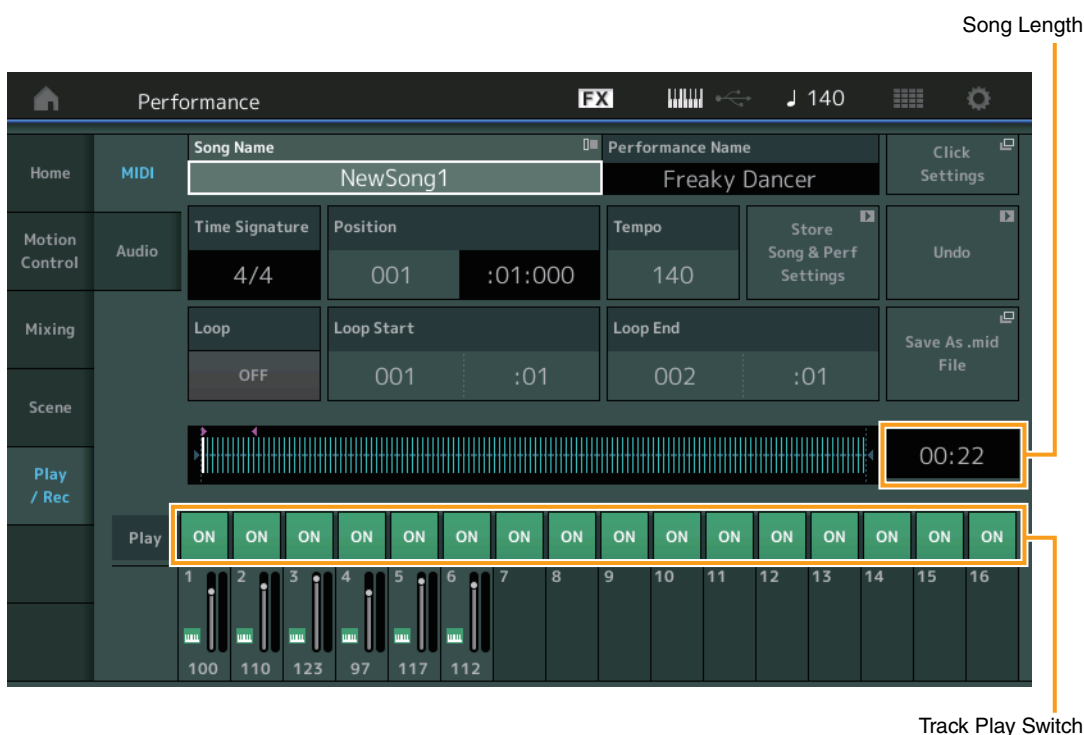 Song Length
Performance FX ♩ 140
Home
Motion
Control
Mixing
Scene
Play
/ Rec
MIDI
Audio
Song Name
NewSong1
Performance Name
Freaky Dancer
Click
Settings
Time Signature
4/4
Position
001 :01:000
Tempo
140
Store
Song & Perf
Settings
Undo
Loop
OFF
Loop Start
001 :01
Loop End
002 :01
Save As .mid
File
00:22
Play ON ON ON ON ON ON ON ON ON ON ON ON ON ON ON ON
1 2 3 4 5 6 7 8 9 10 11 12 13 14 15 16
100 110 123 97 117 112
Track Play Switch